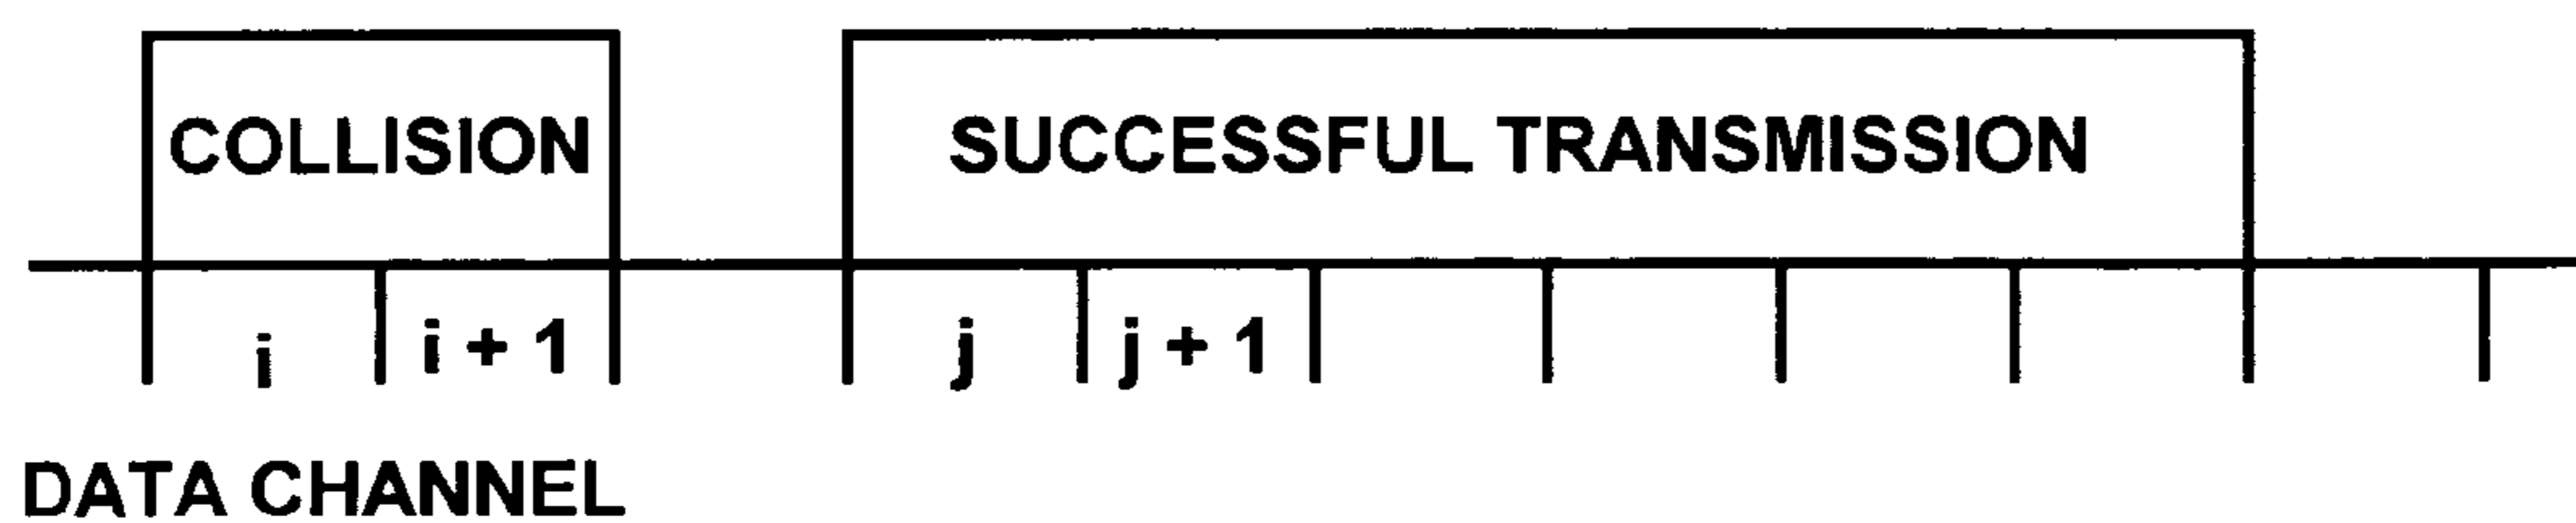 COLLISION SUCCESSFUL TRANSMISSION
i i + 1 j j + 1
DATA CHANNEL